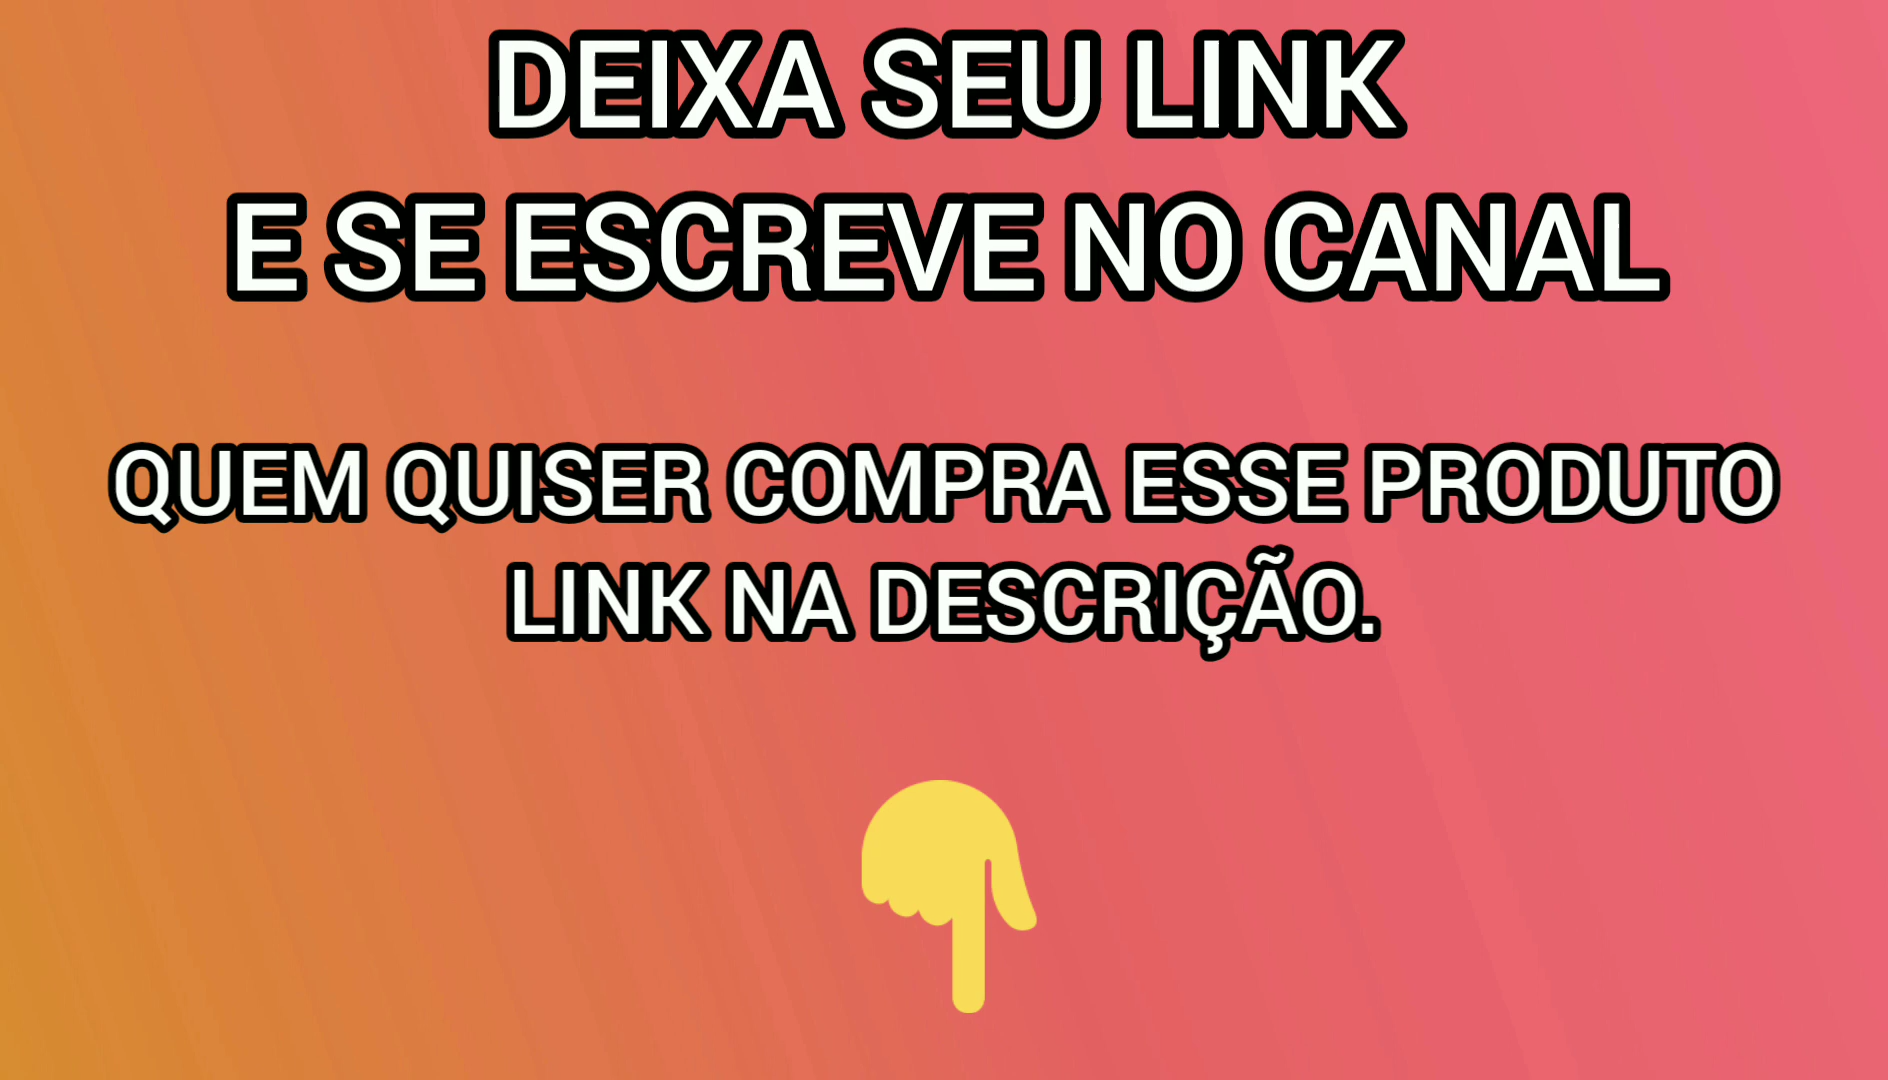 DEIXA SEU LINK
E SE ESCREVE NO CANAL
QUEM QUISER COMPRA ESSE PRODUTO
LINK NA DESCRIÇÃO.